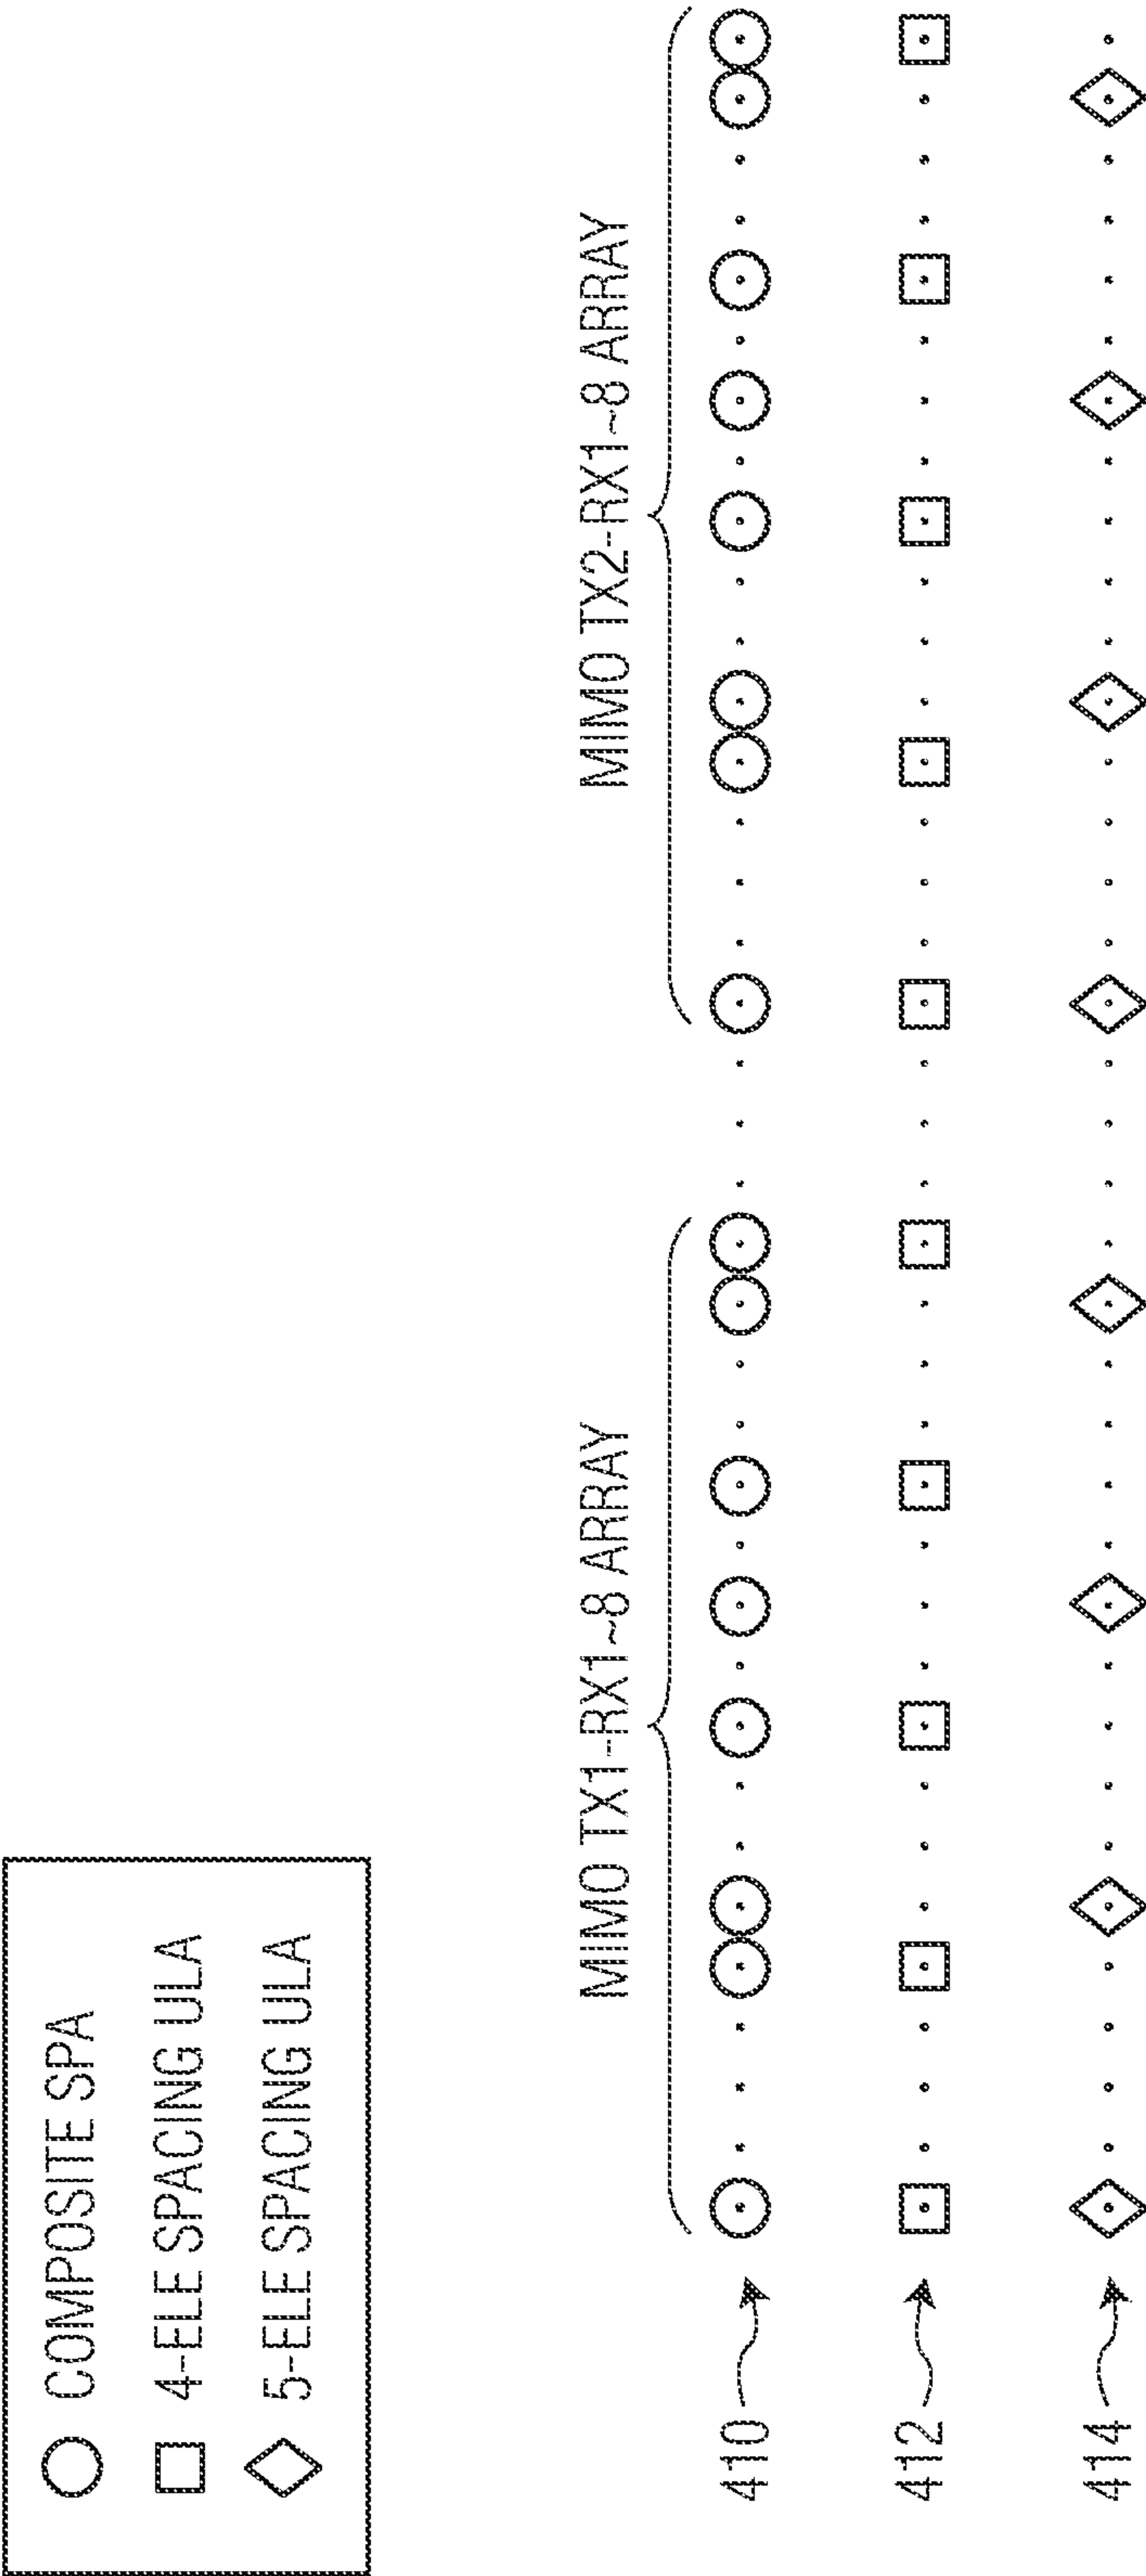 COMPOSITE SPA
4-ELE SPACING ULA
5-ELE SPACING ULA
MIMO TX1-RX1~8 ARRAY
MIMO TX2-RX1~8 ARRAY
410
412
414